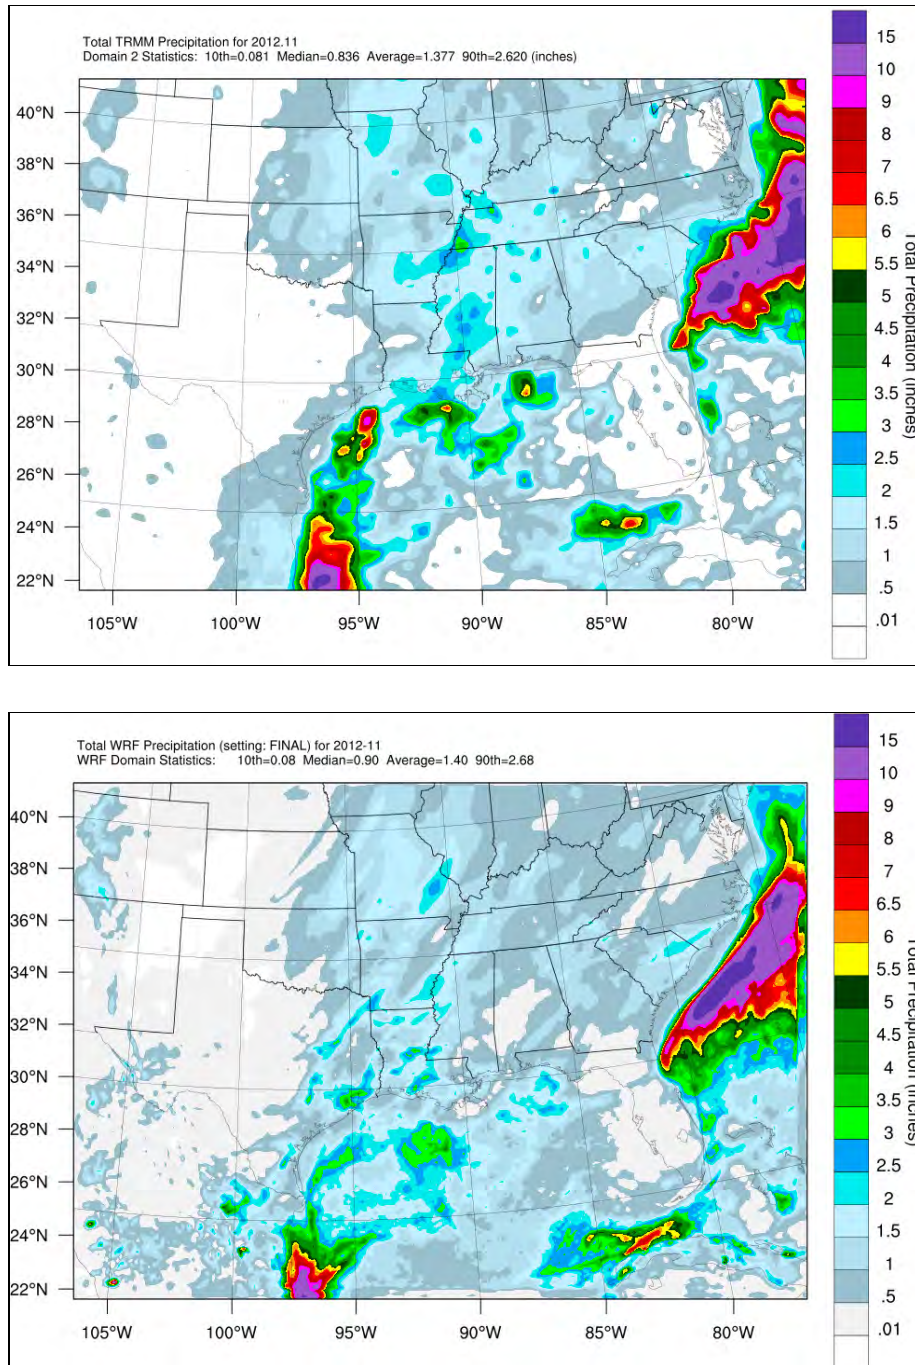 Total TRMM Precipitation for 2012.11
Domain 2 Statistics: 10th=0.081 Median=0.836 Average=1.377 90th=2.620 (inches)
40°N
38°N
36°N
34°N
32°N
30°N
28°N
26°N
24°N
22°N
105°W
100°W
95°W
90°W
85°W
80°W
15
10
9
8
7
6.5
6
5.5
5
4.5
4
3.5
3
2.5
2
1.5
1
.5
.01
Total Precipitation (inches)
Total WRF Precipitation (setting: FINAL) for 2012-11
WRF Domain Statistics: 10th=0.08 Median=0.90 Average=1.40 90th=2.68
40°N
38°N
36°N
34°N
32°N
30°N
28°N
26°N
24°N
22°N
105°W
100°W
95°W
90°W
85°W
80°W
15
10
9
8
7
6.5
6
5.5
5
4.5
4
3.5
3
2.5
2
1.5
1
.5
.01
Total Precipitation (inches)